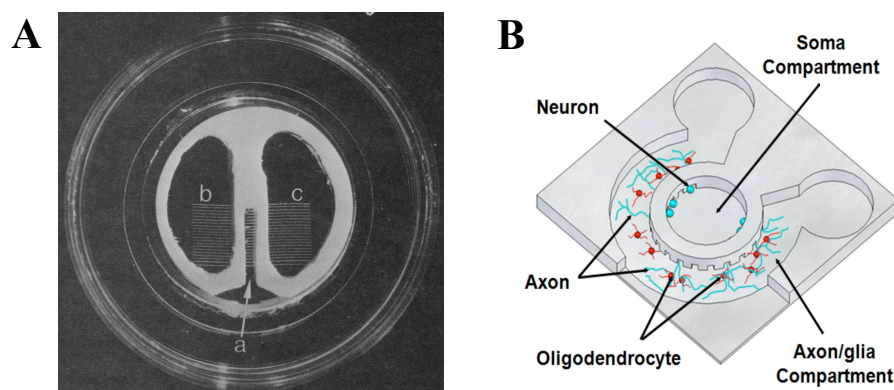 A
b
c
a
B
Soma
Compartment
Neuron
Axon
Oligodendrocyte
Axon/glia
Compartment